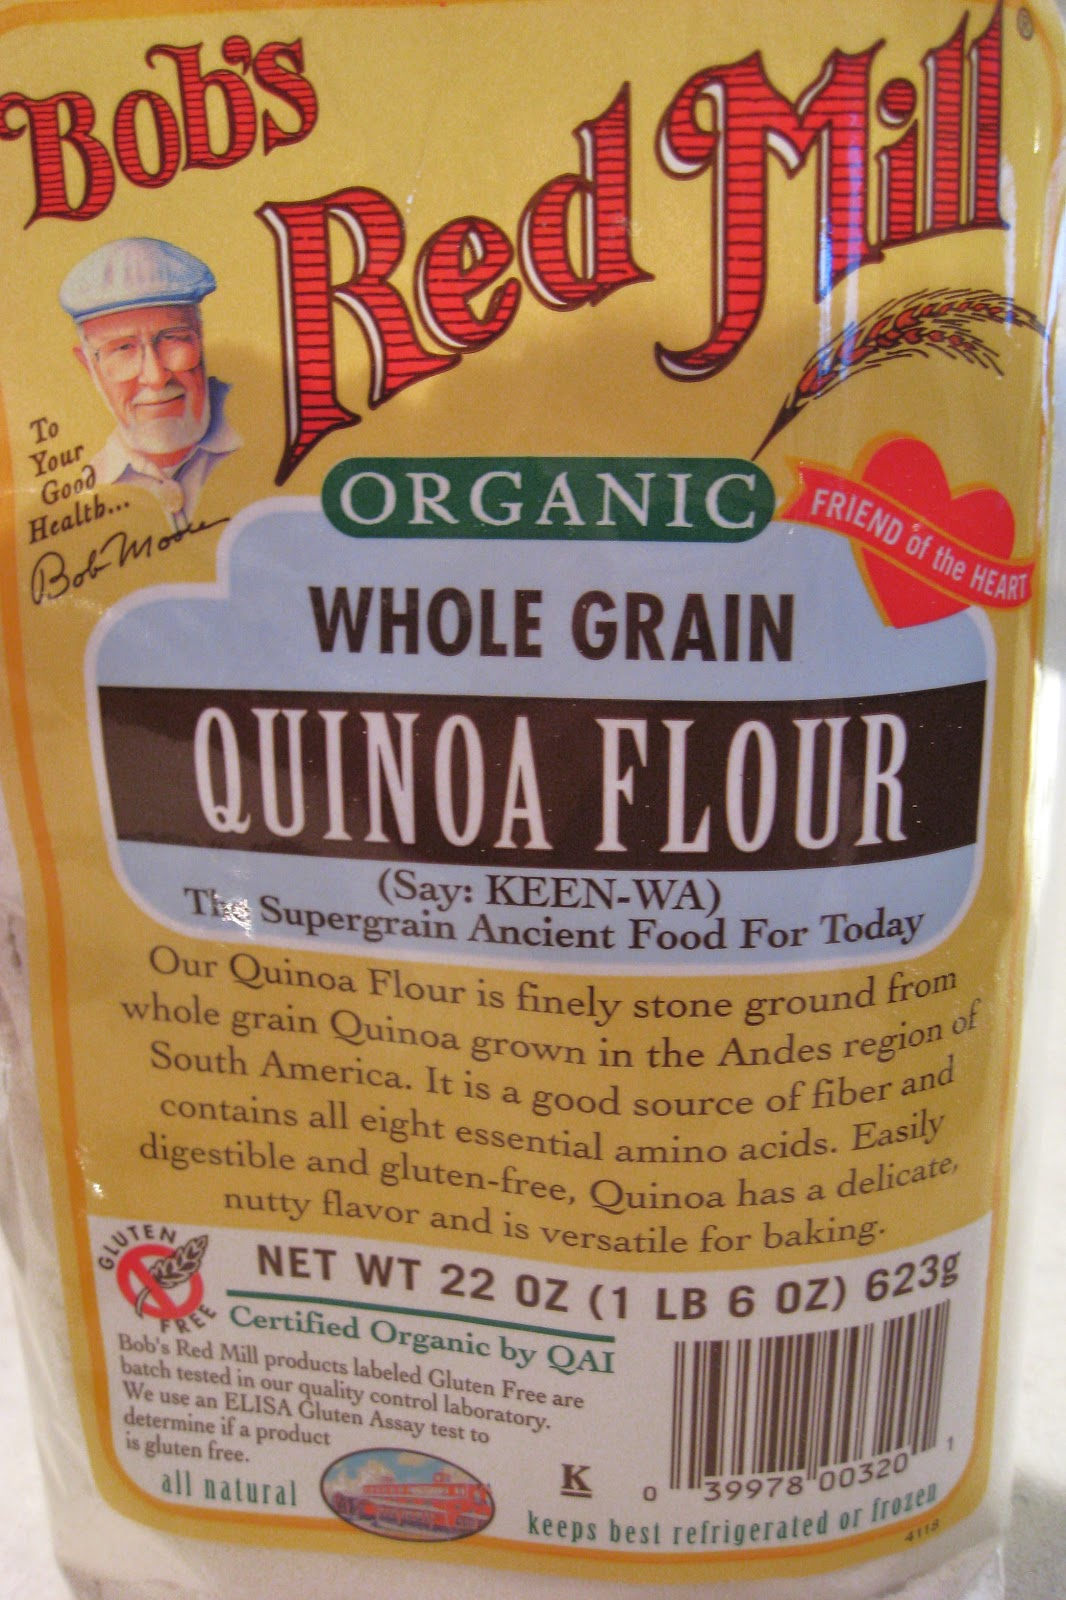 Bob's
Red Mill®
To
Your
Good
Health...
Bob Moore
ORGANIC
FRIEND of the HEART
WHOLE GRAIN
QUINOA FLOUR
(Say: KEEN-WA)
The Supergrain Ancient Food For Today
Our Quinoa Flour is finely stone ground from
whole grain Quinoa grown in the Andes region of
South America. It is a good source of fiber and
contains all eight essential amino acids. Easily
digestible and gluten-free, Quinoa has a delicate,
nutty flavor and is versatile for baking.
GLUTEN
FREE
NET WT 22 OZ (1 LB 6 OZ) 623g
Certified Organic by QAI
Bob's Red Mill products labeled Gluten Free are
batch tested in our quality control laboratory.
We use an ELISA Gluten Assay test to
determine if a product
is gluten free.
all natural
K
0 39978 00320 1
keeps best refrigerated or frozen
4118